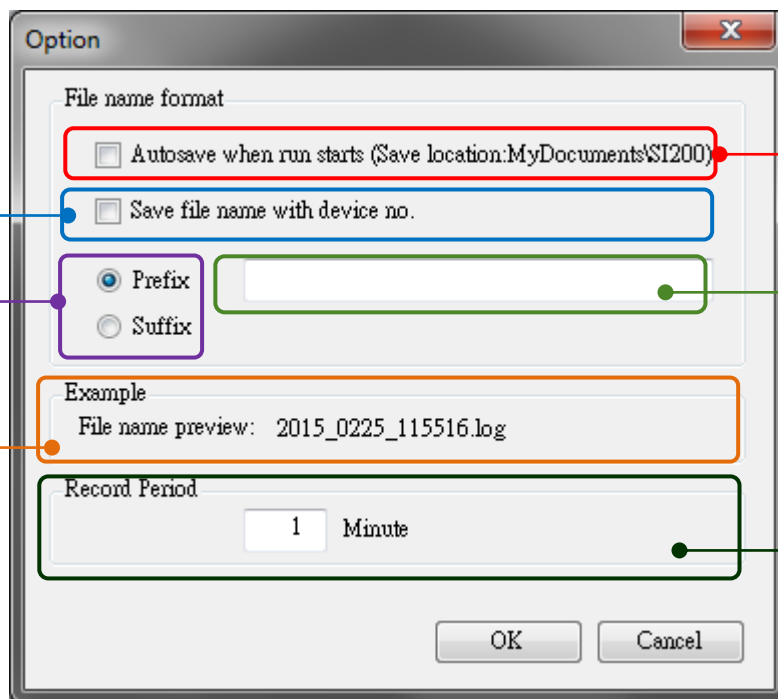 Option
File name format
Autosave when run starts (Save location:MyDocuments\SI200)
Save file name with device no.
Prefix
Suffix
Example
File name preview: 2015_0225_115516.log
Record Period
1 Minute
OK Cancel